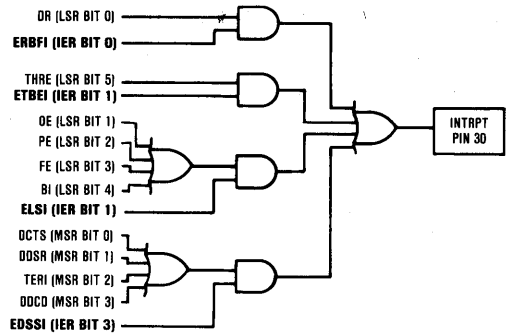 DR (LSR BIT 0)
ERBFI (IER BIT 0)
THRE (LSR BIT 5)
ETBEI (IER BIT 1)
OE (LSR BIT 1)
PE (LSR BIT 2)
FE (LSR BIT 3)
BI (LSR BIT 4)
ELSI (IER BIT 1)
DCTS (MSR BIT 0)
DDSR (MSR BIT 1)
TERI (MSR BIT 2)
DDCD (MSR BIT 3)
EDSSI (IER BIT 3)
INTRPT
PIN 30